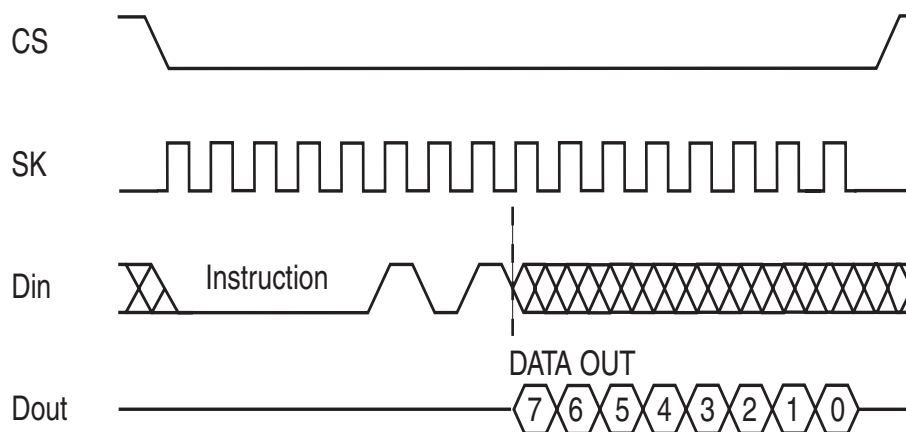 CS
SK
Din
Instruction
DATA OUT
Dout
7 6 5 4 3 2 1 0